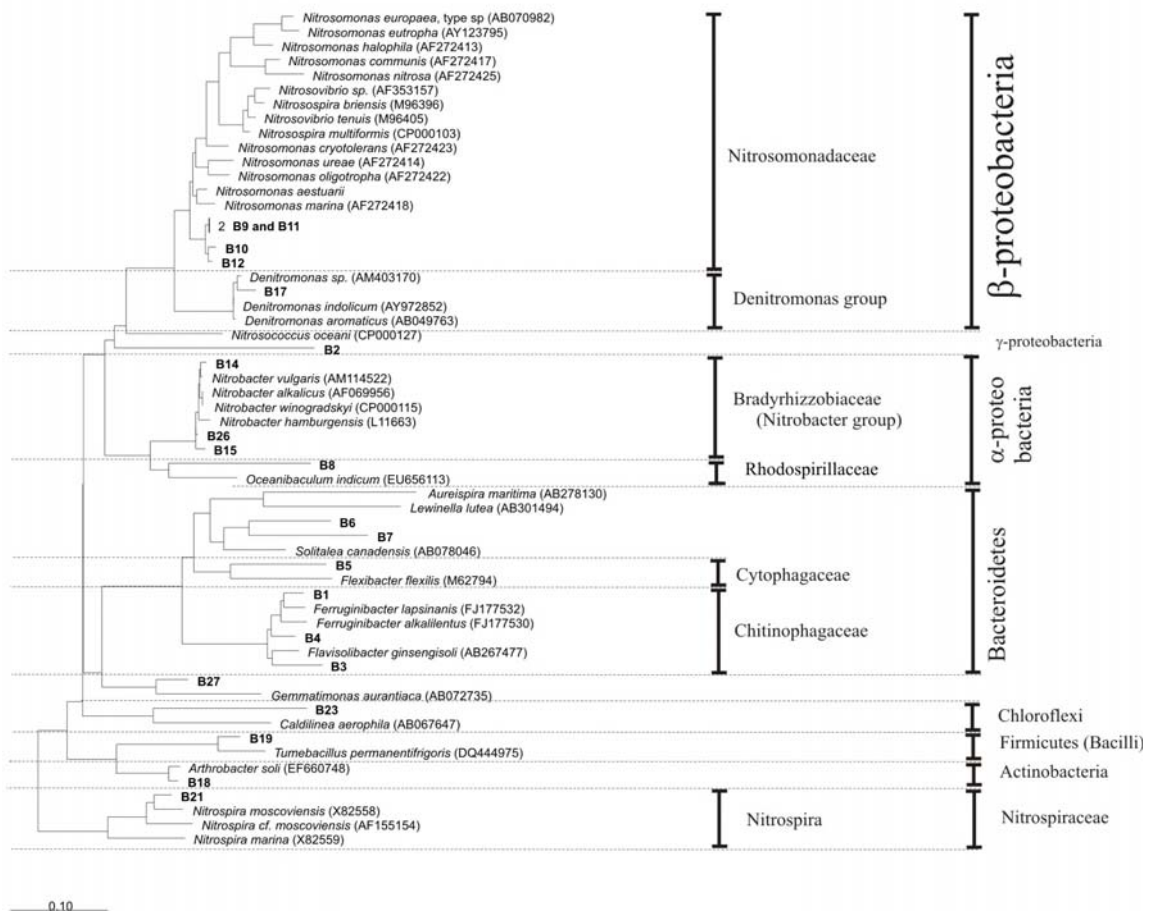 Nitrosomonas europaea, type sp (AB070982)
Nitrosomonas eutropha (AY123795)
Nitrosomonas halophila (AF272413)
Nitrosomonas communis (AF272417)
Nitrosomonas nitrosa (AF272425)
Nitrosovibrio sp. (AF353157)
Nitrosospira briensis (M96396)
Nitrosovibrio tenuis (M96405)
Nitrosospira multiformis (CP000103)
Nitrosomonas cryotolerans (AF272423)
Nitrosomonas ureae (AF272414)
Nitrosomonas oligotropha (AF272422)
Nitrosomonas aestuarii
Nitrosomonas marina (AF272418)
2 B9 and B11
B10
B12
Nitrosomonadaceae
β-proteobacteria
Denitromonas sp. (AM403170)
B17
Denitromonas indolicum (AY972852)
Denitromonas aromaticus (AB049763)
Denitromonas group
Nitrosococcus oceani (CP000127)
B2
γ-proteobacteria
B14
Nitrobacter vulgaris (AM114522)
Nitrobacter alkalicus (AF069956)
Nitrobacter winogradskyi (CP000115)
Nitrobacter hamburgensis (L11663)
B26
B15
Bradyrhizzobiaceae
(Nitrobacter group)
α-proteo
bacteria
B8
Oceanibaculum indicum (EU656113)
Rhodospirillaceae
Aureispira maritima (AB278130)
Lewinella lutea (AB301494)
B6
B7
Solitalea canadensis (AB078046)
Bacteroidetes
B5
Flexibacter flexilis (M62794)
Cytophagaceae
B1
Ferruginibacter lapsinanis (FJ177532)
Ferruginibacter alkalilentus (FJ177530)
B4
Flavisolibacter ginsengisoli (AB267477)
B3
Chitinophagaceae
B27
Gemmatimonas aurantiaca (AB072735)
B23
Caldilinea aerophila (AB067647)
Chloroflexi
B19
Tumebacillus permanentifrigoris (DQ444975)
Firmicutes (Bacilli)
Arthrobacter soli (EF660748)
B18
Actinobacteria
B21
Nitrospira moscoviensis (X82558)
Nitrospira cf. moscoviensis (AF155154)
Nitrospira marina (X82559)
Nitrospira
Nitrospiraceae
0.10